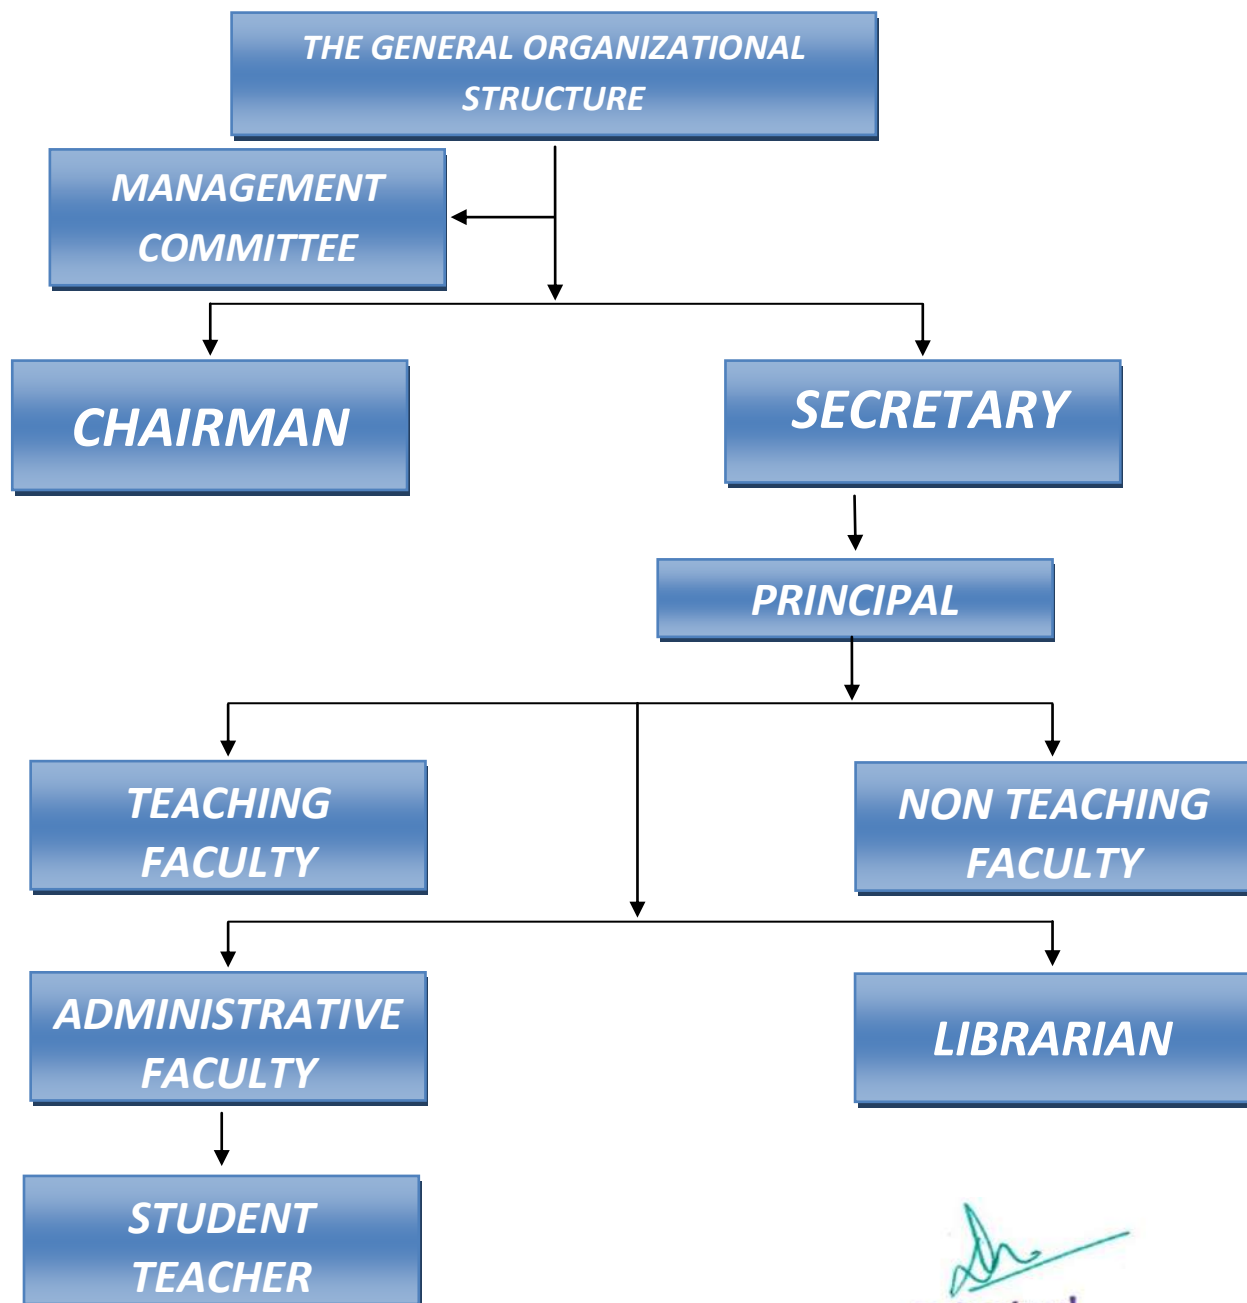 THE GENERAL ORGANIZATIONAL
STRUCTURE
MANAGEMENT
COMMITTEE
CHAIRMAN
SECRETARY
PRINCIPAL
TEACHING
FACULTY
NON TEACHING
FACULTY
ADMINISTRATIVE
FACULTY
LIBRARIAN
STUDENT
TEACHER